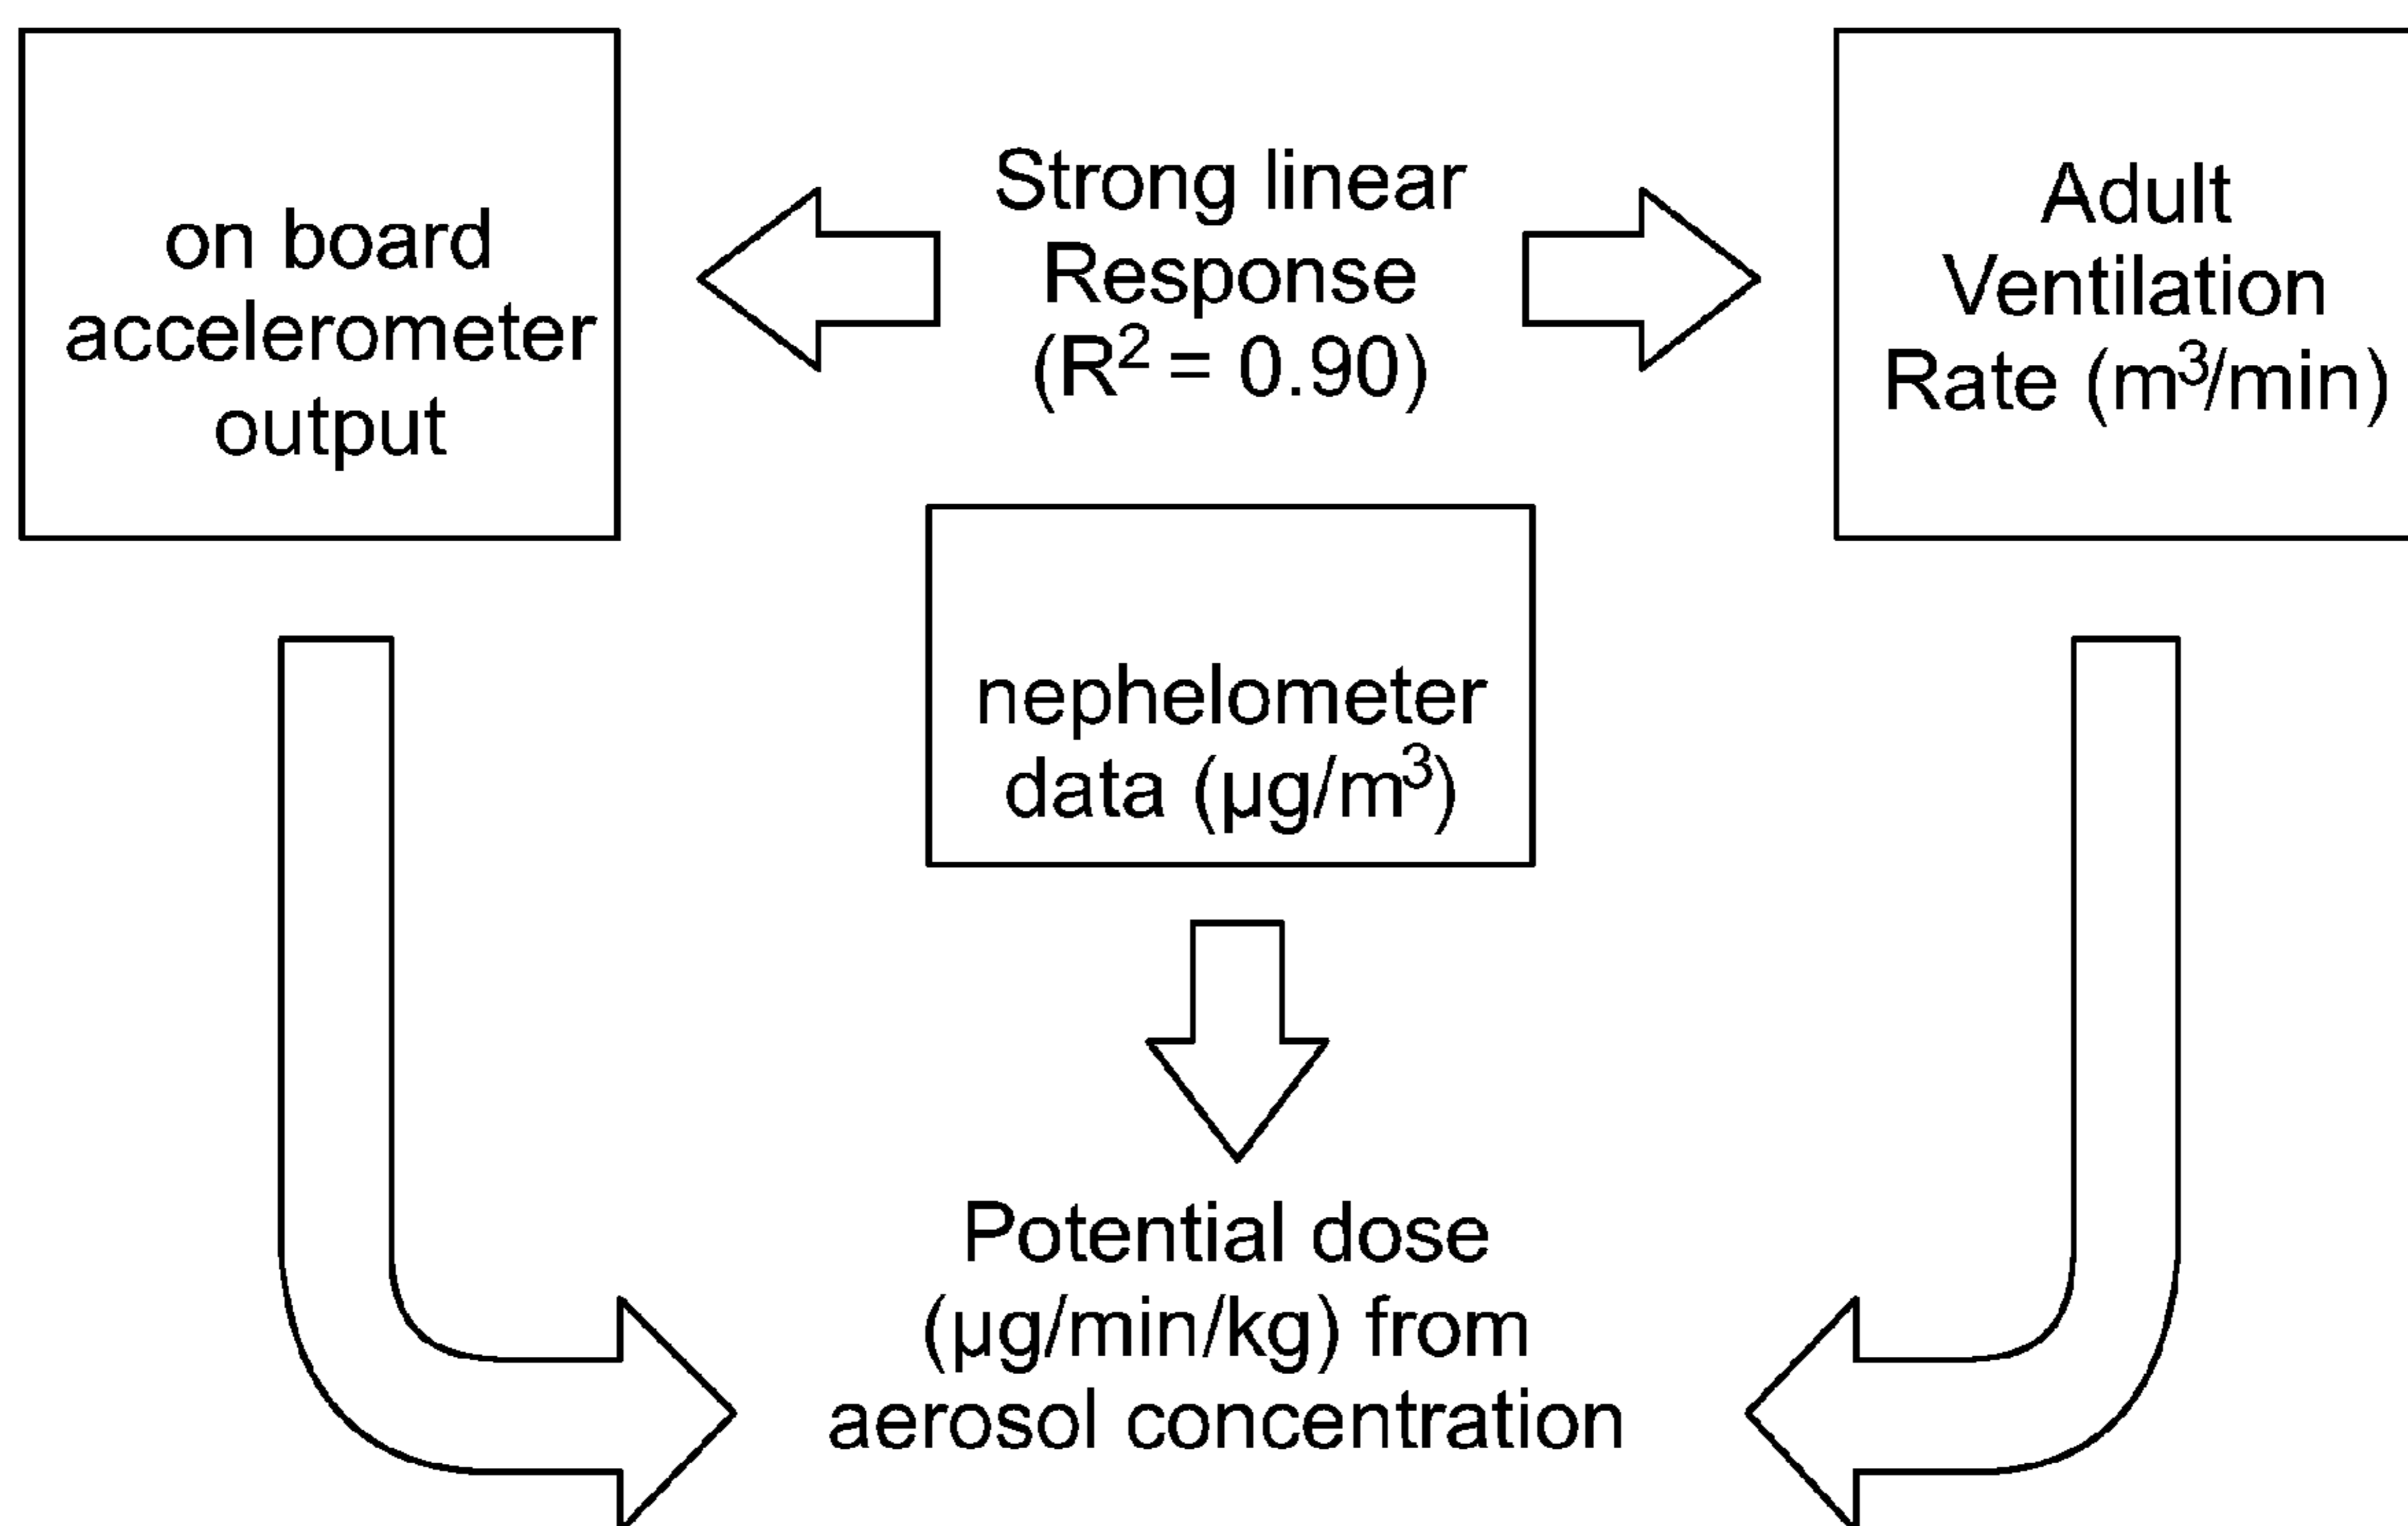 on board
accelerometer
output
Strong linear
Response
(R² = 0.90)
Adult
Ventilation
Rate (m³/min)
nephelometer
data (µg/m³)
Potential dose
(µg/min/kg) from
aerosol concentration